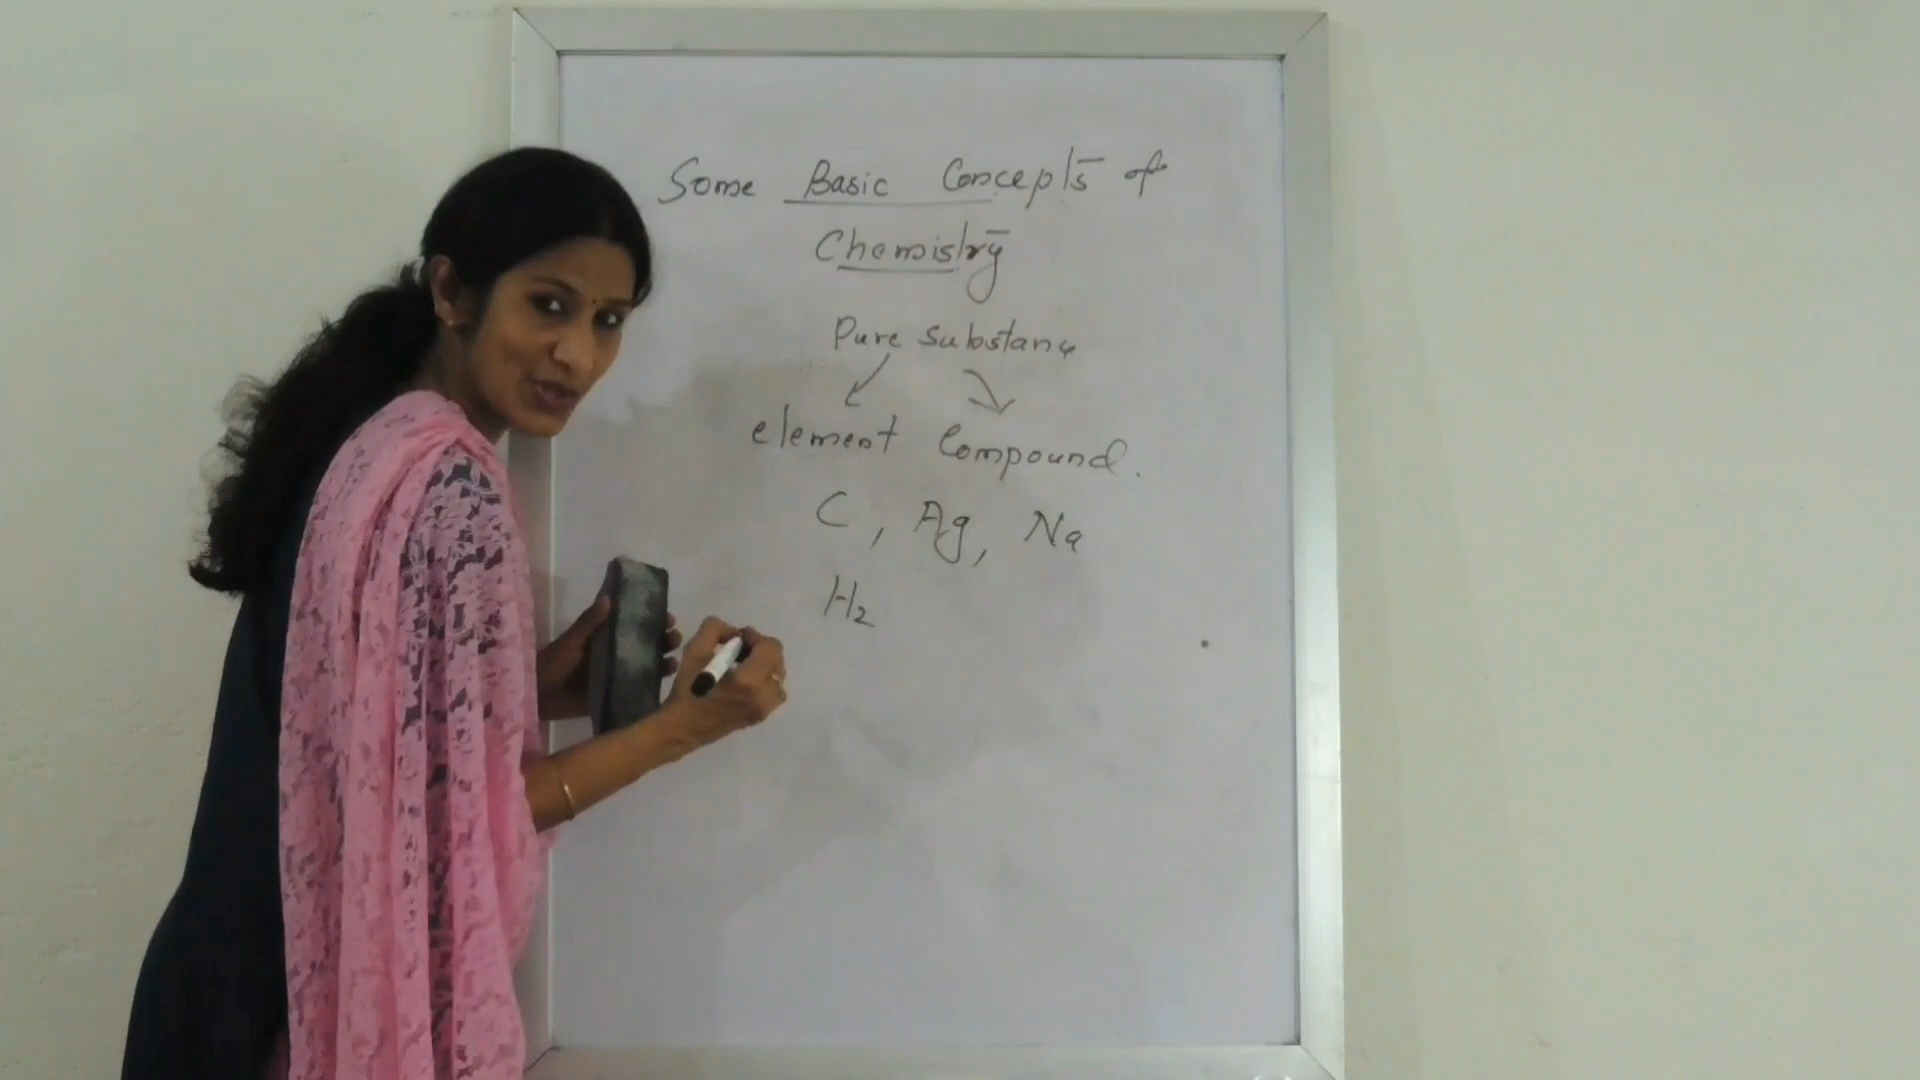 Some Basic Concepts of
Chemistry
Pure substance
element Compound.
C, Ag, Na
H2